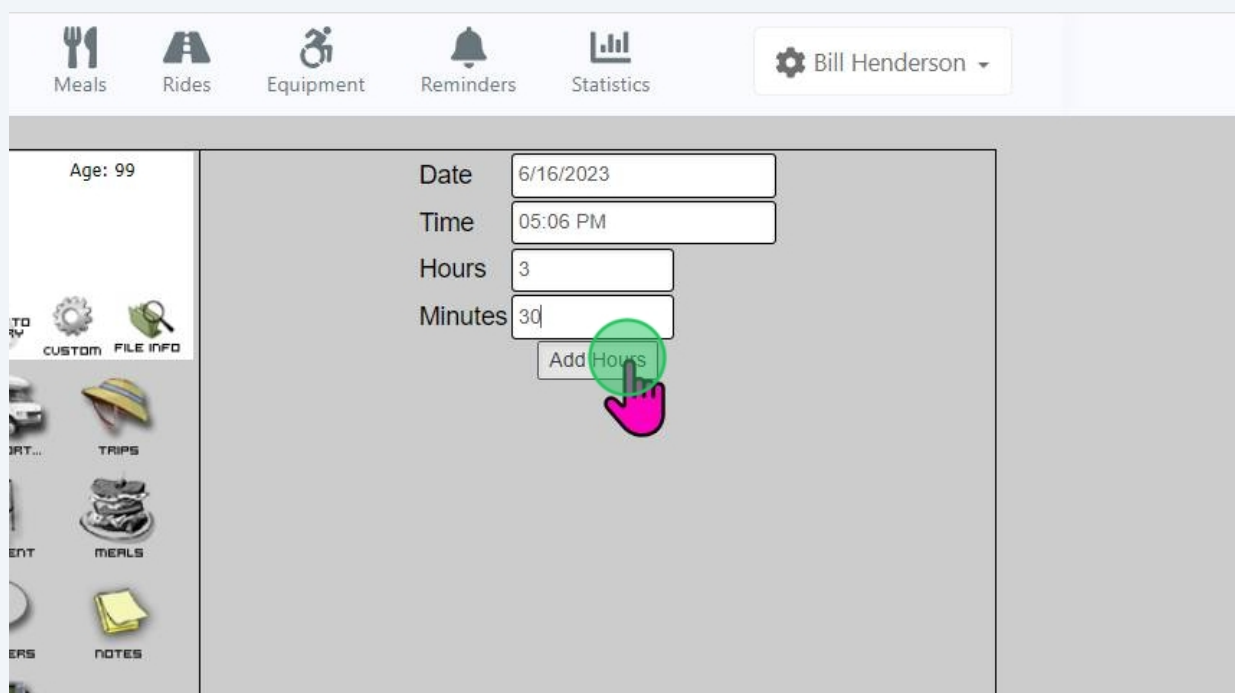 Meals Rides Equipment Reminders Statistics Bill Henderson
Age: 99
TO
CUSTOM FILE INFO
TRIPS
MEALS
NOTES
Date 6/16/2023
Time 05:06 PM
Hours 3
Minutes 30
Add Hours